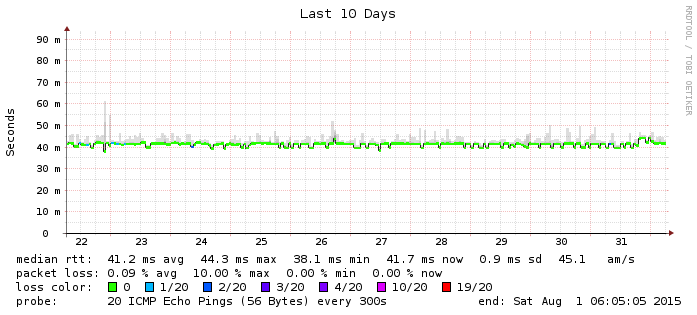 Last 10 Days
RRDTOOL / TOBI OETIKER
Seconds
90 m
80 m
70 m
60 m
50 m
40 m
30 m
20 m
10 m
0
22 23 24 25 26 27 28 29 30 31
median rtt: 41.2 ms avg 44.3 ms max 38.1 ms min 41.7 ms now 0.9 ms sd 45.1 am/s
packet loss: 0.09 % avg 10.00 % max 0.00 % min 0.00 % now
loss color: 0 1/20 2/20 3/20 4/20 10/20 19/20
probe: 20 ICMP Echo Pings (56 Bytes) every 300s end: Sat Aug 1 06:05:05 2015